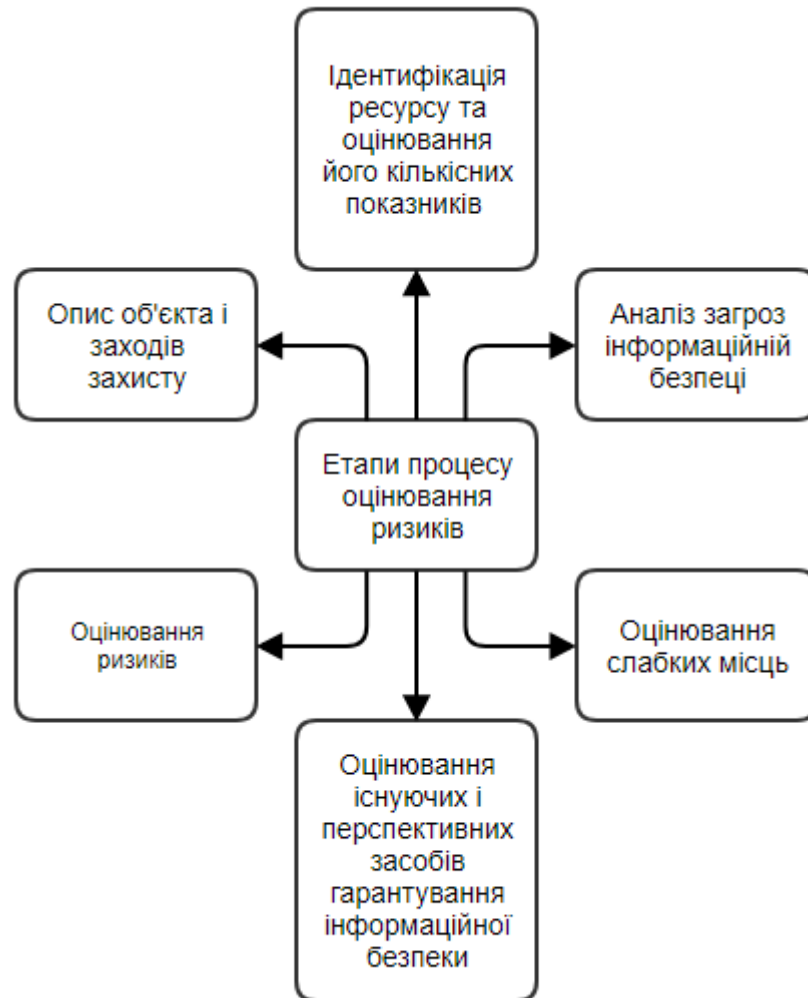 Ідентифікація
ресурсу та
оцінювання
його кількісних
показників
Опис об'єкта і
заходів
захисту
Аналіз загроз
інформаційній
безпеці
Етапи процесу
оцінювання
ризиків
Оцінювання
ризиків
Оцінювання
слабких місць
Оцінювання
існуючих і
перспективних
засобів
гарантування
інформаційної
безпеки